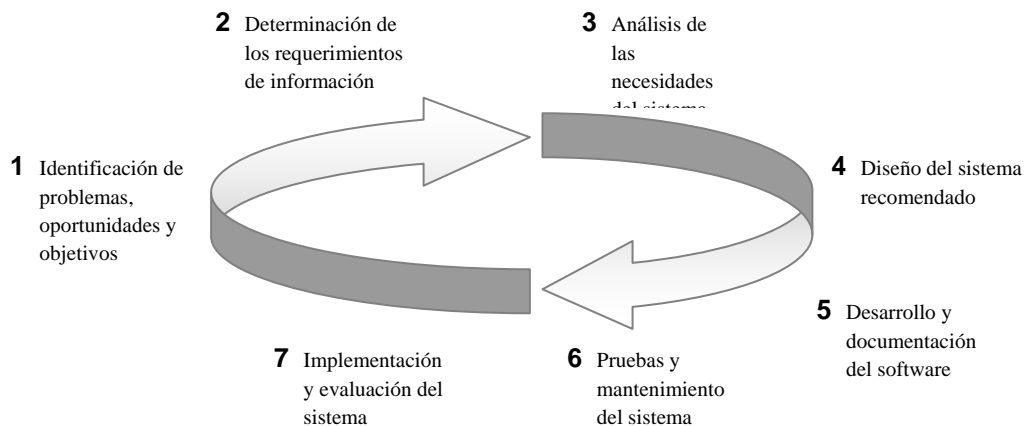 1 Identificación de
problemas,
oportunidades y
objetivos
2 Determinación de
los requerimientos
de información
3 Análisis de
las
necesidades
del sistema
4 Diseño del sistema
recomendado
5 Desarrollo y
documentación
del software
6 Pruebas y
mantenimiento
del sistema
7 Implementación
y evaluación del
sistema